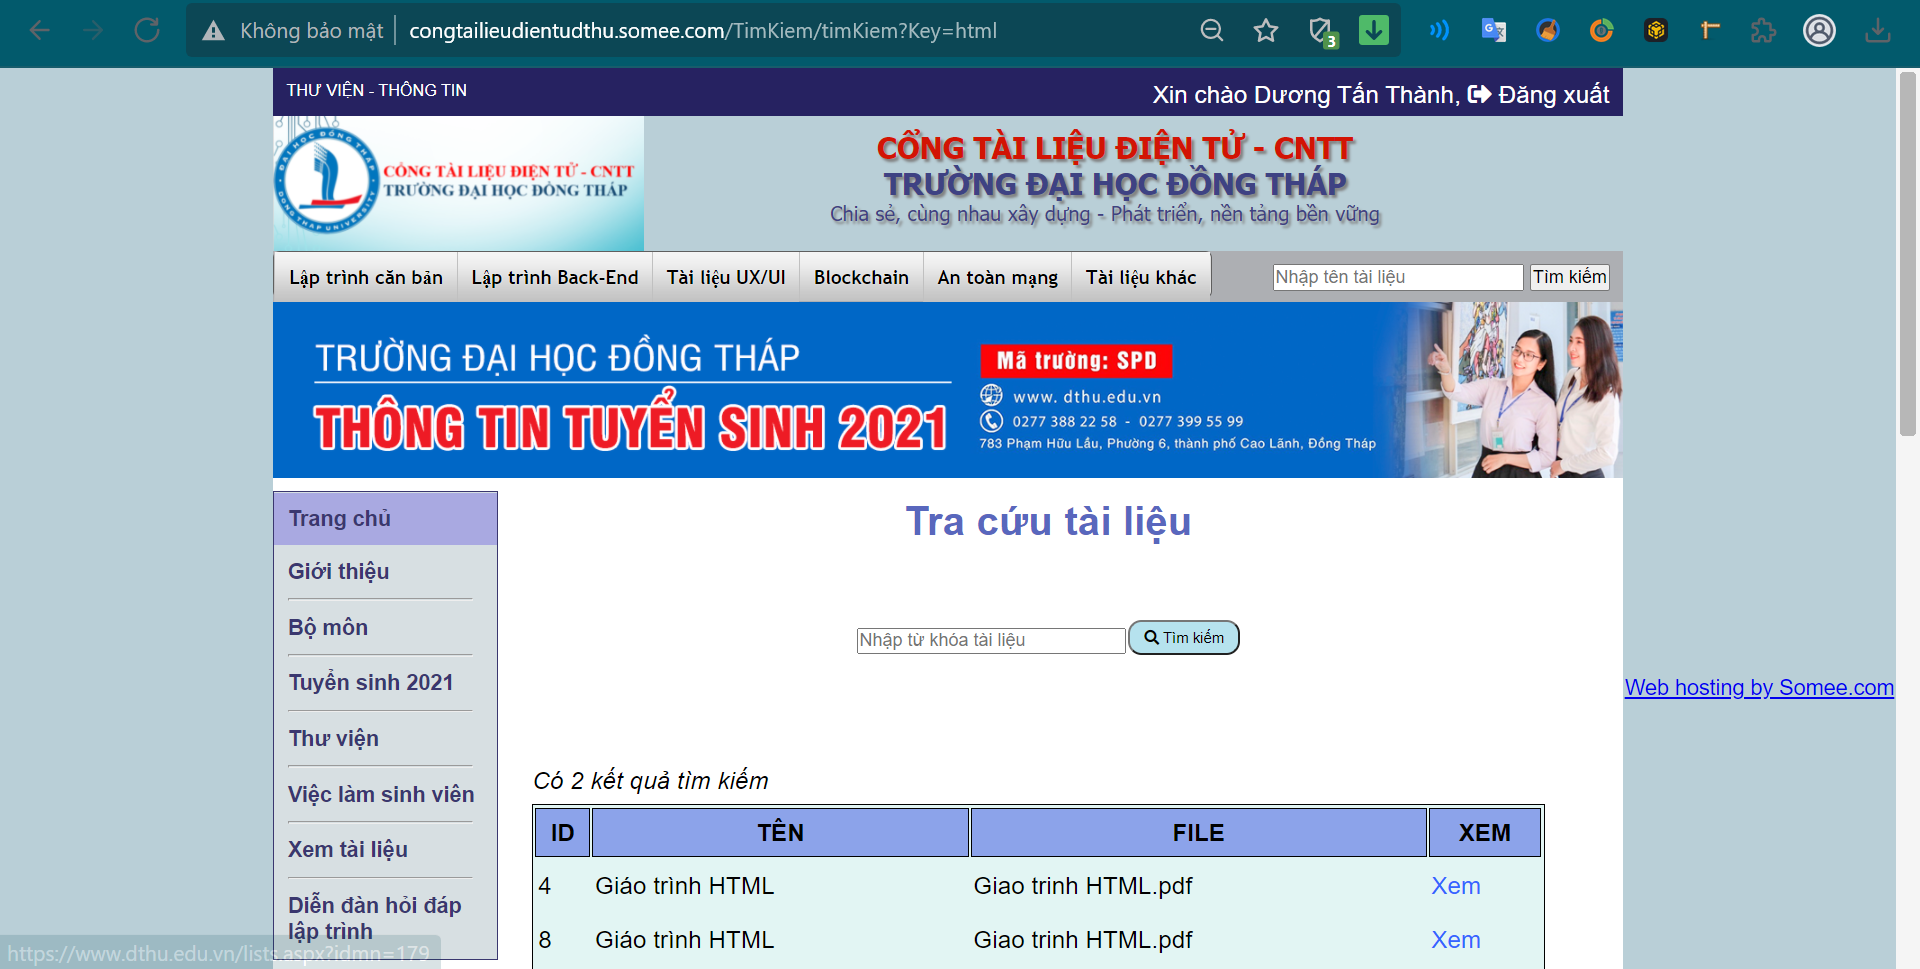 Không bảo mật
congtailieudientudthu.somee.com/TimKiem/timKiem?Key=html
3
THƯ VIỆN - THÔNG TIN
Xin chào Dương Tấn Thành, Đăng xuất
ĐẠI HỌC ĐỒNG THÁP
DONG THAP UNIVERSITY
CỔNG TÀI LIỆU ĐIỆN TỬ - CNTT
TRƯỜNG ĐẠI HỌC ĐỒNG THÁP
CỔNG TÀI LIỆU ĐIỆN TỬ - CNTT
TRƯỜNG ĐẠI HỌC ĐỒNG THÁP
Chia sẻ, cùng nhau xây dựng - Phát triển, nền tảng bền vững
Lập trình căn bản
Lập trình Back-End
Tài liệu UX/UI
Blockchain
An toàn mạng
Tài liệu khác
Nhập tên tài liệu
Tìm kiếm
TRƯỜNG ĐẠI HỌC ĐỒNG THÁP
THÔNG TIN TUYỂN SINH 2021
Mã trường: SPD
www. dthu.edu.vn
0277 388 22 58 - 0277 399 55 99
783 Phạm Hữu Lầu, Phường 6, thành phố Cao Lãnh, Đồng Tháp
Trang chủ
Giới thiệu
Bộ môn
Tuyển sinh 2021
Thư viện
Việc làm sinh viên
Xem tài liệu
Diễn đàn hỏi đáp
lập trình
Tra cứu tài liệu
Nhập từ khóa tài liệu
Tìm kiếm
Web hosting by Somee.com
Có 2 kết quả tìm kiếm
ID TÊN FILE XEM
4 Giáo trình HTML Giao trinh HTML.pdf Xem
8 Giáo trình HTML Giao trinh HTML.pdf Xem
https://www.dthu.edu.vn/lists.aspx?idmn=179